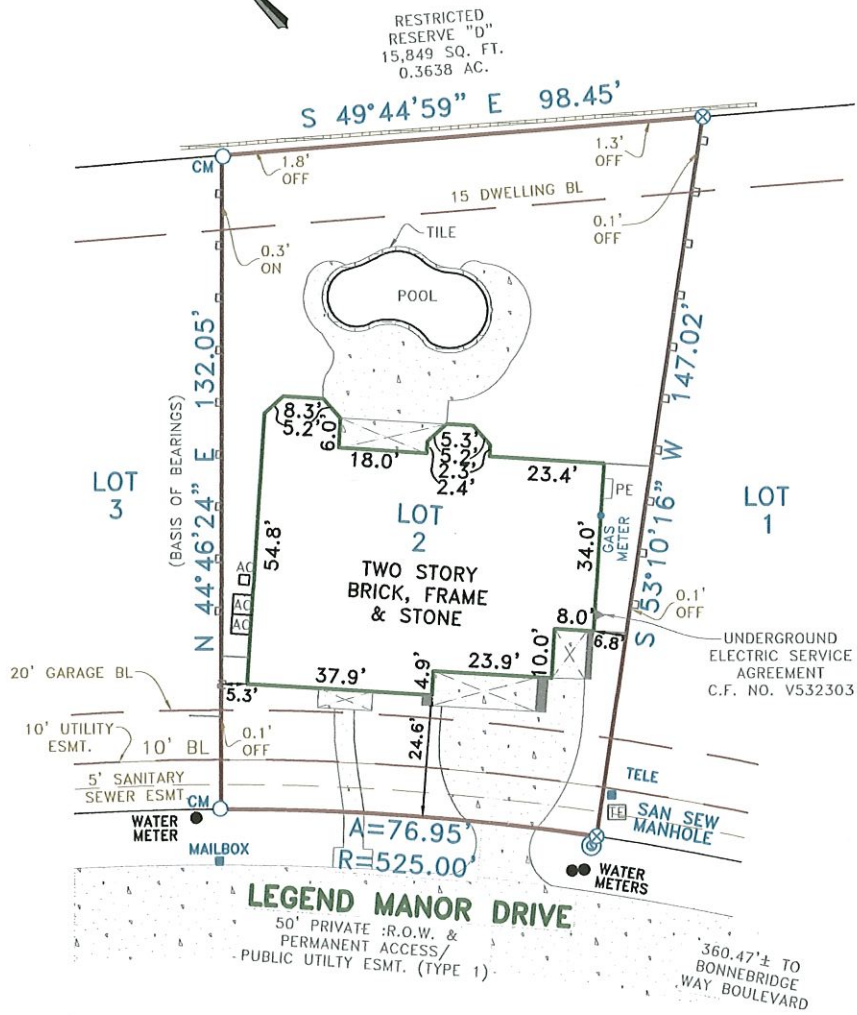 RESTRICTED
RESERVE "D"
15,849 SQ. FT.
0.3638 AC.
S 49°44'59" E 98.45'
CM
1.8'
OFF
1.3'
OFF
15 DWELLING BL
0.1'
OFF
0.3'
ON
TILE
POOL
N 44°46'24" E 132.05'
(BASIS OF BEARINGS)
S 53°10'16" W 147.02'
LOT
3
LOT
1
8.3'
5.2'
6.0'
18.0'
5.3'
5.2'
2.3'
2.4'
23.4'
PE
GAS
METER
34.0'
54.8'
LOT
2
TWO STORY
BRICK, FRAME
& STONE
AC
AC
AC
0.1'
OFF
8.0'
6.8'
10.0'
UNDERGROUND
ELECTRIC SERVICE
AGREEMENT
C.F. NO. V532303
37.9'
4.9'
23.9'
5.3'
24.6'
20' GARAGE BL
10' UTILITY
ESMT.
10' BL
0.1'
OFF
5' SANITARY
SEWER ESMT
CM
WATER
METER
MAILBOX
TELE
SAN SEW
MANHOLE
A=76.95'
R=525.00'
WATER
METERS
LEGEND MANOR DRIVE
50' PRIVATE :R.O.W. &
PERMANENT ACCESS/
PUBLIC UTILTY ESMT. (TYPE 1)
360.47'± TO
BONNEBRIDGE
WAY BOULEVARD